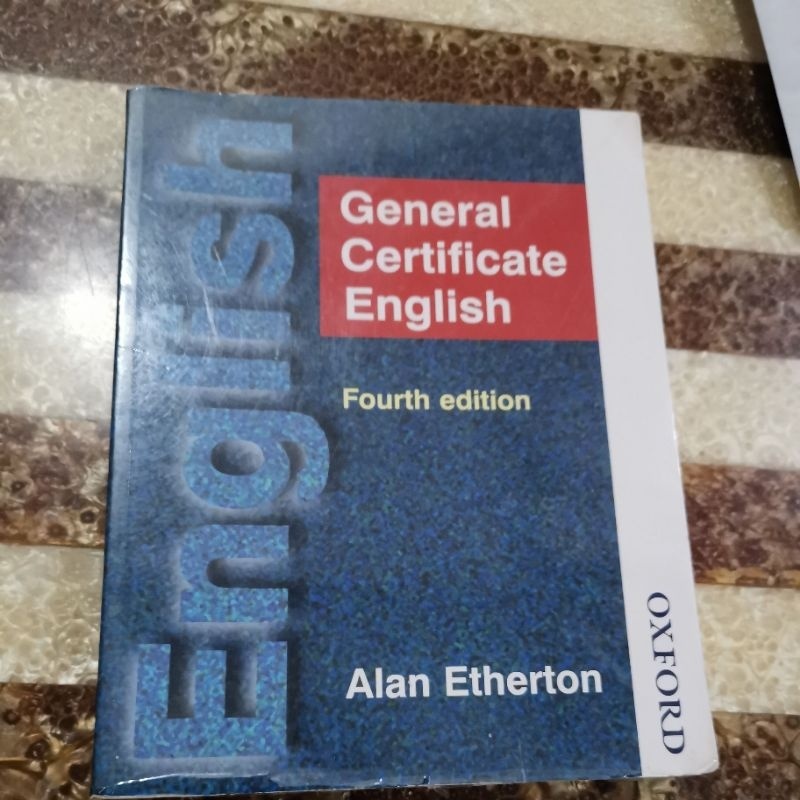 English
General
Certificate
English
Fourth edition
Alan Etherton
OXFORD